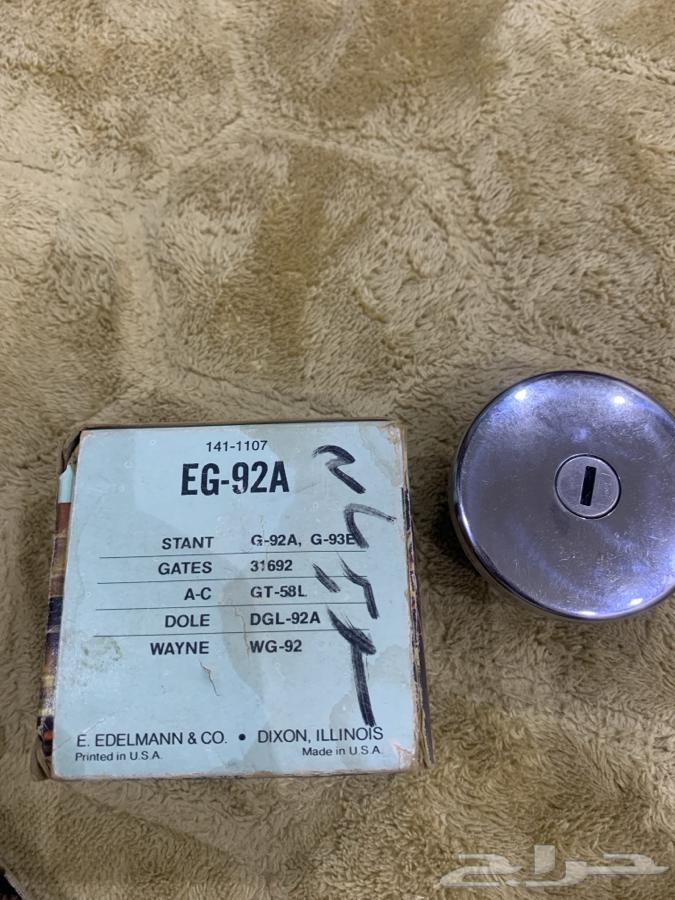 141-1107
EG-92A
STANT G-92A, G-93E
GATES 31692
A-C GT-58L
DOLE DGL-92A
WAYNE WG-92
E. EDELMANN & CO. • DIXON, ILLINOIS
Printed in U.S.A. Made in U.S.A.
حراج